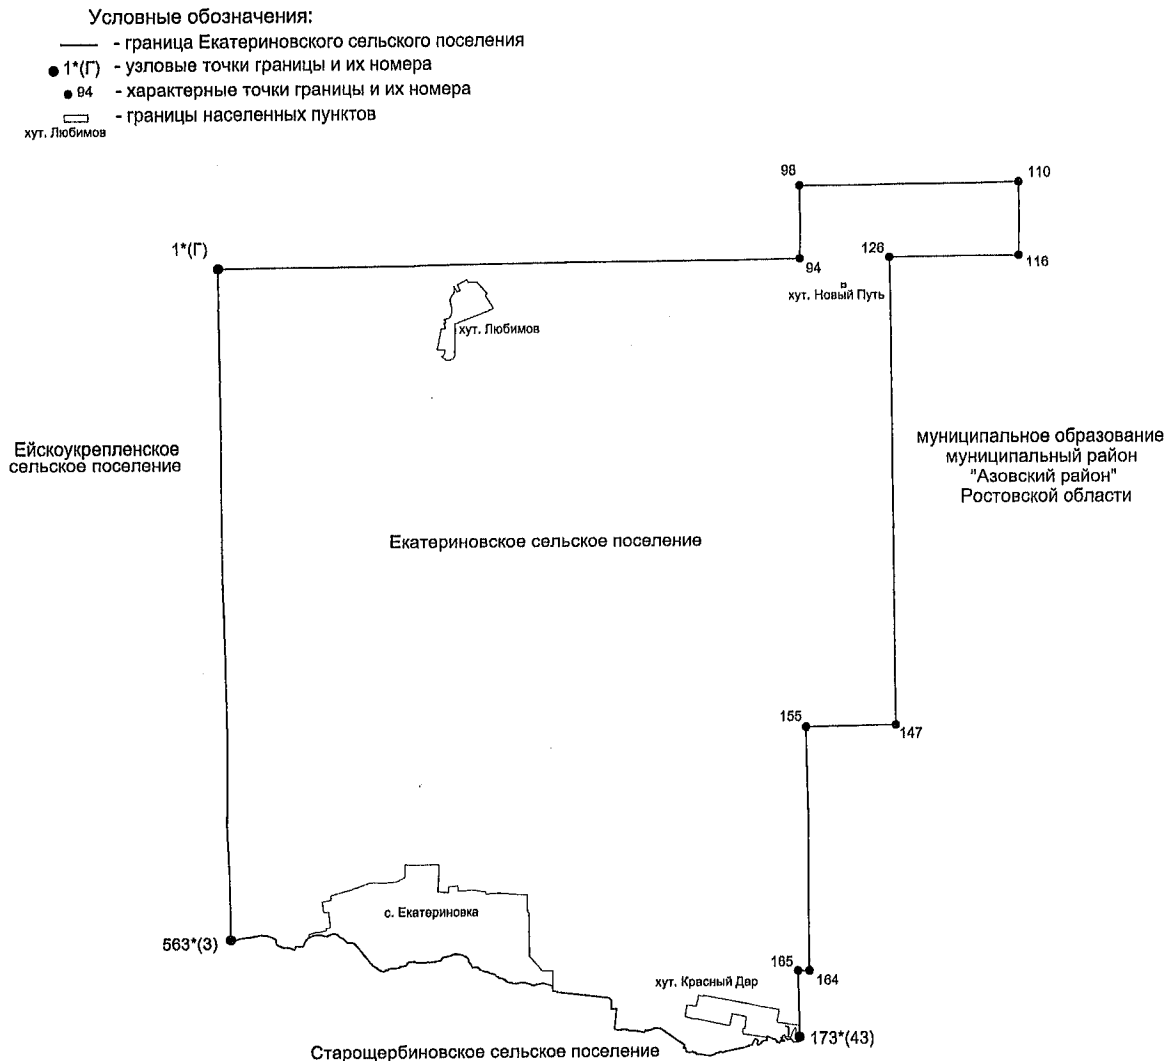 Условные обозначения:
- граница Екатериновского сельского поселения
1*(Г) - узловые точки границы и их номера
94 - характерные точки границы и их номера
- границы населенных пунктов
хут. Любимов
98
110
1*(Г)
94
126
116
хут. Новый Путь
хут. Любимов
Ейскоукрепленское
сельское поселение
муниципальное образование
муниципальный район
"Азовский район"
Ростовской области
Екатериновское сельское поселение
155
147
с. Екатериновка
563*(3)
165
164
хут. Красный Дар
173*(43)
Старощербиновское сельское поселение